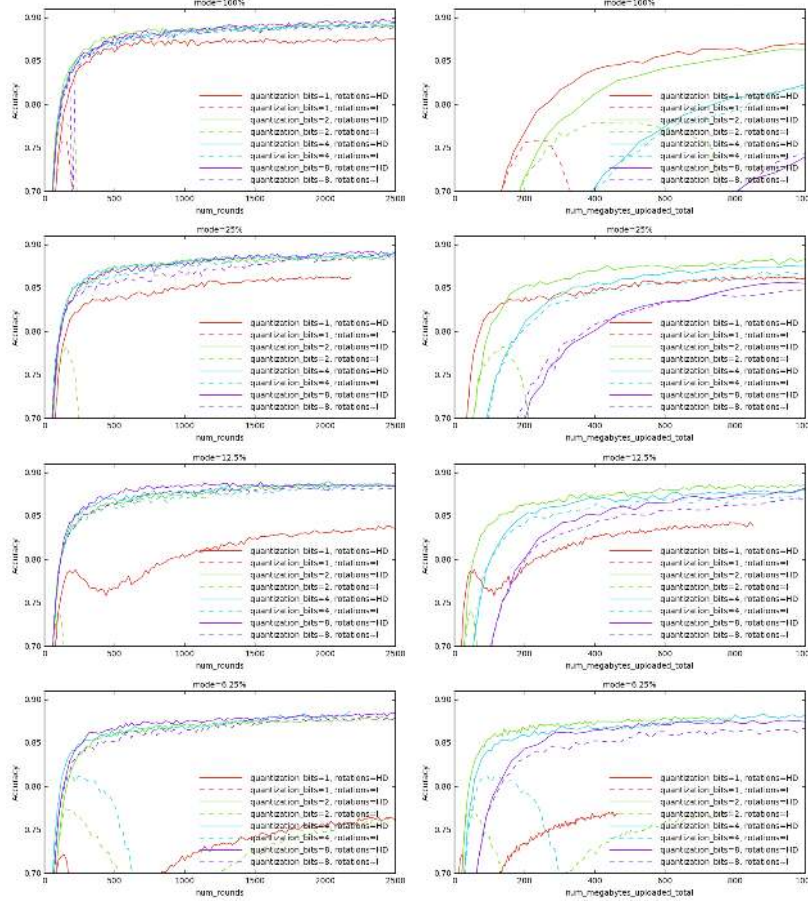 mode=100%
0.90
0.85
0.80
0.75
0.70
Accuracy
quantization_bits=1, rotations=HD
quantization_bits=1, rotations=I
quantization_bits=2, rotations=HD
quantization_bits=2, rotations=I
quantization_bits=4, rotations=HD
quantization_bits=4, rotations=I
quantization_bits=8, rotations=HD
quantization_bits=8, rotations=I
0 500 1000 1500 2000 2500
num_rounds
mode=100%
0.90
0.85
0.80
0.75
0.70
Accuracy
quantization_bits=1, rotations=HD
quantization_bits=1, rotations=I
quantization_bits=2, rotations=HD
quantization_bits=2, rotations=I
quantization_bits=4, rotations=HD
quantization_bits=4, rotations=I
quantization_bits=8, rotations=HD
quantization_bits=8, rotations=I
0 200 400 600 800 100
num_megabytes_uploaded_total
mode=25%
0.90
0.85
0.80
0.75
0.70
Accuracy
quantization_bits=1, rotations=HD
quantization_bits=1, rotations=I
quantization_bits=2, rotations=HD
quantization_bits=2, rotations=I
quantization_bits=4, rotations=HD
quantization_bits=4, rotations=I
quantization_bits=8, rotations=HD
quantization_bits=8, rotations=I
0 500 1000 1500 2000 2500
num_rounds
mode=25%
0.90
0.85
0.80
0.75
0.70
Accuracy
quantization_bits=1, rotations=HD
quantization_bits=1, rotations=I
quantization_bits=2, rotations=HD
quantization_bits=2, rotations=I
quantization_bits=4, rotations=HD
quantization_bits=4, rotations=I
quantization_bits=8, rotations=HD
quantization_bits=8, rotations=I
0 200 400 600 800 100
num_megabytes_uploaded_total
mode=12.5%
0.90
0.85
0.80
0.75
0.70
Accuracy
quantization_bits=1, rotations=HD
quantization_bits=1, rotations=I
quantization_bits=2, rotations=HD
quantization_bits=2, rotations=I
quantization_bits=4, rotations=HD
quantization_bits=4, rotations=I
quantization_bits=8, rotations=HD
quantization_bits=8, rotations=I
0 500 1000 1500 2000 2500
num_rounds
mode=12.5%
0.90
0.85
0.80
0.75
0.70
Accuracy
quantization_bits=1, rotations=HD
quantization_bits=1, rotations=I
quantization_bits=2, rotations=HD
quantization_bits=2, rotations=I
quantization_bits=4, rotations=HD
quantization_bits=4, rotations=I
quantization_bits=8, rotations=HD
quantization_bits=8, rotations=I
0 200 400 600 800 100
num_megabytes_uploaded_total
mode=6.25%
0.90
0.85
0.80
0.75
0.70
Accuracy
quantization_bits=1, rotations=HD
quantization_bits=1, rotations=I
quantization_bits=2, rotations=HD
quantization_bits=2, rotations=I
quantization_bits=4, rotations=HD
quantization_bits=4, rotations=I
quantization_bits=8, rotations=HD
quantization_bits=8, rotations=I
0 500 1000 1500 2000 2500
num_rounds
mode=6.25%
0.90
0.85
0.80
0.75
0.70
Accuracy
quantization_bits=1, rotations=HD
quantization_bits=1, rotations=I
quantization_bits=2, rotations=HD
quantization_bits=2, rotations=I
quantization_bits=4, rotations=HD
quantization_bits=4, rotations=I
quantization_bits=8, rotations=HD
quantization_bits=8, rotations=I
0 200 400 600 800 100
num_megabytes_uploaded_total